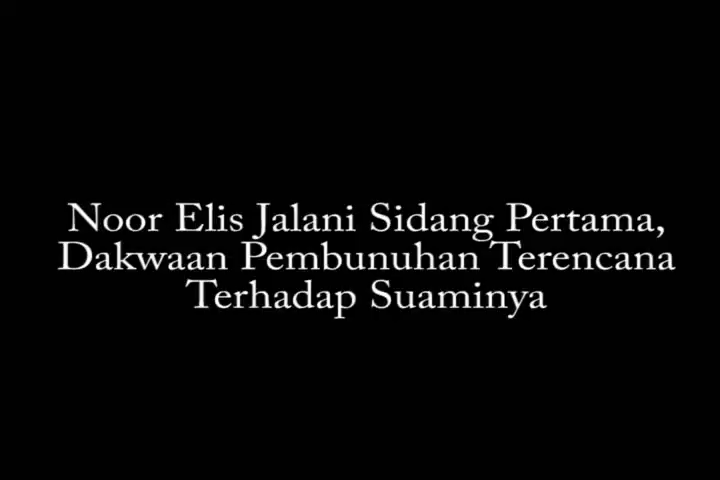 Noor Elis Jalani Sidang Pertama,
Dakwaan Pembunuhan Terencana
Terhadap Suaminya